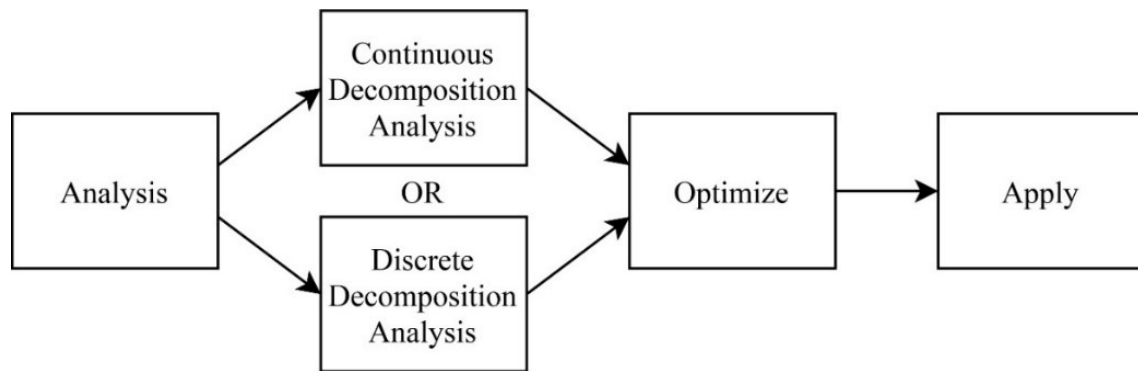 Analysis
Continuous
Decomposition
Analysis
OR
Discrete
Decomposition
Analysis
Optimize
Apply